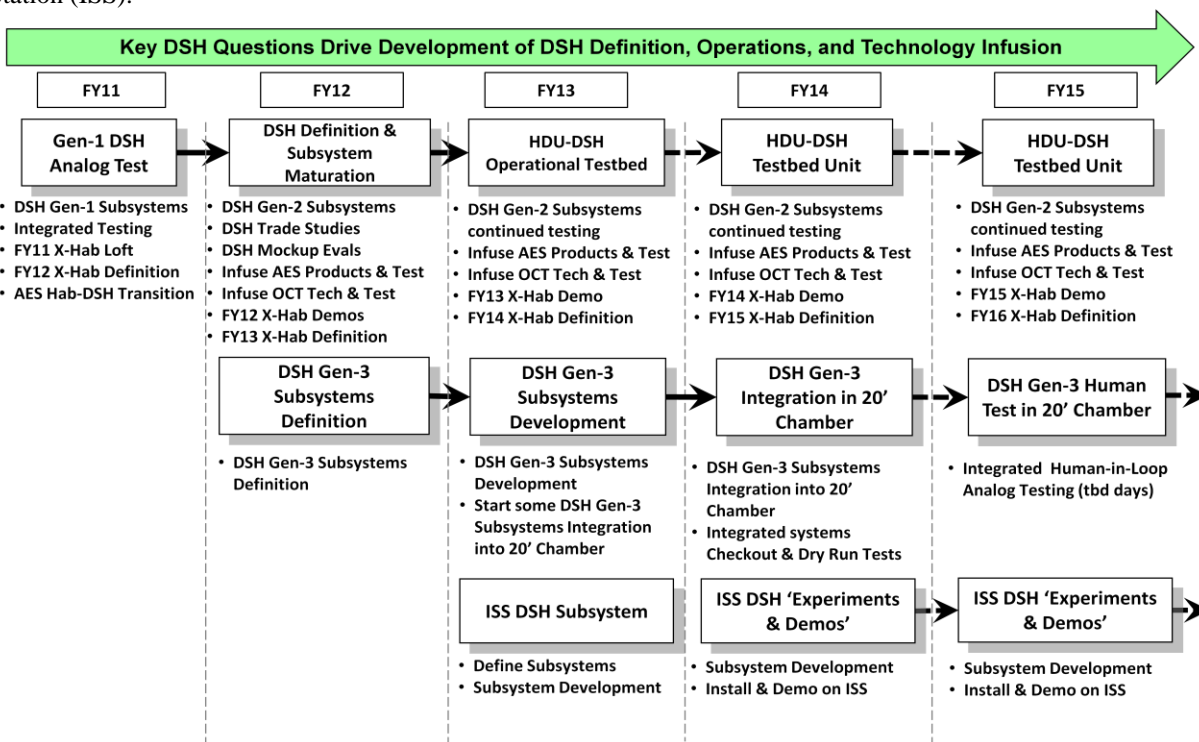 Station (ISS).
Key DSH Questions Drive Development of DSH Definition, Operations, and Technology Infusion
FY11
FY12
FY13
FY14
FY15
Gen-1 DSH
Analog Test
DSH Definition &
Subsystem
Maturation
HDU-DSH
Operational Testbed
HDU-DSH
Testbed Unit
HDU-DSH
Testbed Unit
• DSH Gen-1 Subsystems
• Integrated Testing
• FY11 X-Hab Loft
• FY12 X-Hab Definition
• AES Hab-DSH Transition
• DSH Gen-2 Subsystems
• DSH Trade Studies
• DSH Mockup Evals
• Infuse AES Products & Test
• Infuse OCT Tech & Test
• FY12 X-Hab Demos
• FY13 X-Hab Definition
• DSH Gen-2 Subsystems
continued testing
• Infuse AES Products & Test
• Infuse OCT Tech & Test
• FY13 X-Hab Demo
• FY14 X-Hab Definition
• DSH Gen-2 Subsystems
continued testing
• Infuse AES Products & Test
• Infuse OCT Tech & Test
• FY14 X-Hab Demo
• FY15 X-Hab Definition
• DSH Gen-2 Subsystems
continued testing
• Infuse AES Products & Test
• Infuse OCT Tech & Test
• FY15 X-Hab Demo
• FY16 X-Hab Definition
DSH Gen-3
Subsystems
Definition
DSH Gen-3
Subsystems
Development
DSH Gen-3
Integration in 20’
Chamber
DSH Gen-3 Human
Test in 20’ Chamber
• DSH Gen-3 Subsystems
Definition
• DSH Gen-3 Subsystems
Development
• Start some DSH Gen-3
Subsystems Integration
into 20’ Chamber
• DSH Gen-3 Subsystems
Integration into 20’
Chamber
• Integrated systems
Checkout & Dry Run Tests
• Integrated Human-in-Loop
Analog Testing (tbd days)
ISS DSH Subsystem
ISS DSH ‘Experiments
& Demos’
ISS DSH ‘Experiments
& Demos’
• Define Subsystems
• Subsystem Development
• Subsystem Development
• Install & Demo on ISS
• Subsystem Development
• Install & Demo on ISS